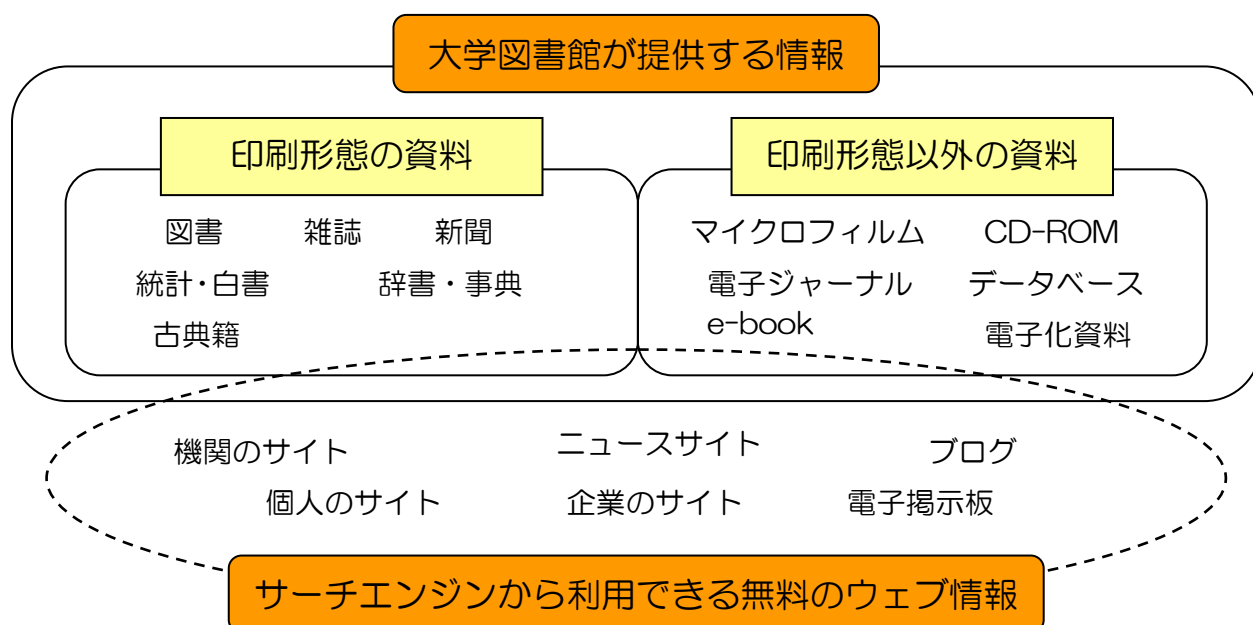 大学図書館が提供する情報
印刷形態の資料
印刷形態以外の資料
図書 雑誌 新聞
統計・白書 辞書・事典
古典籍
マイクロフィルム CD-ROM
電子ジャーナル データベース
e-book 電子化資料
機関のサイト ニュースサイト ブログ
個人のサイト 企業のサイト 電子掲示板
サーチエンジンから利用できる無料のウェブ情報